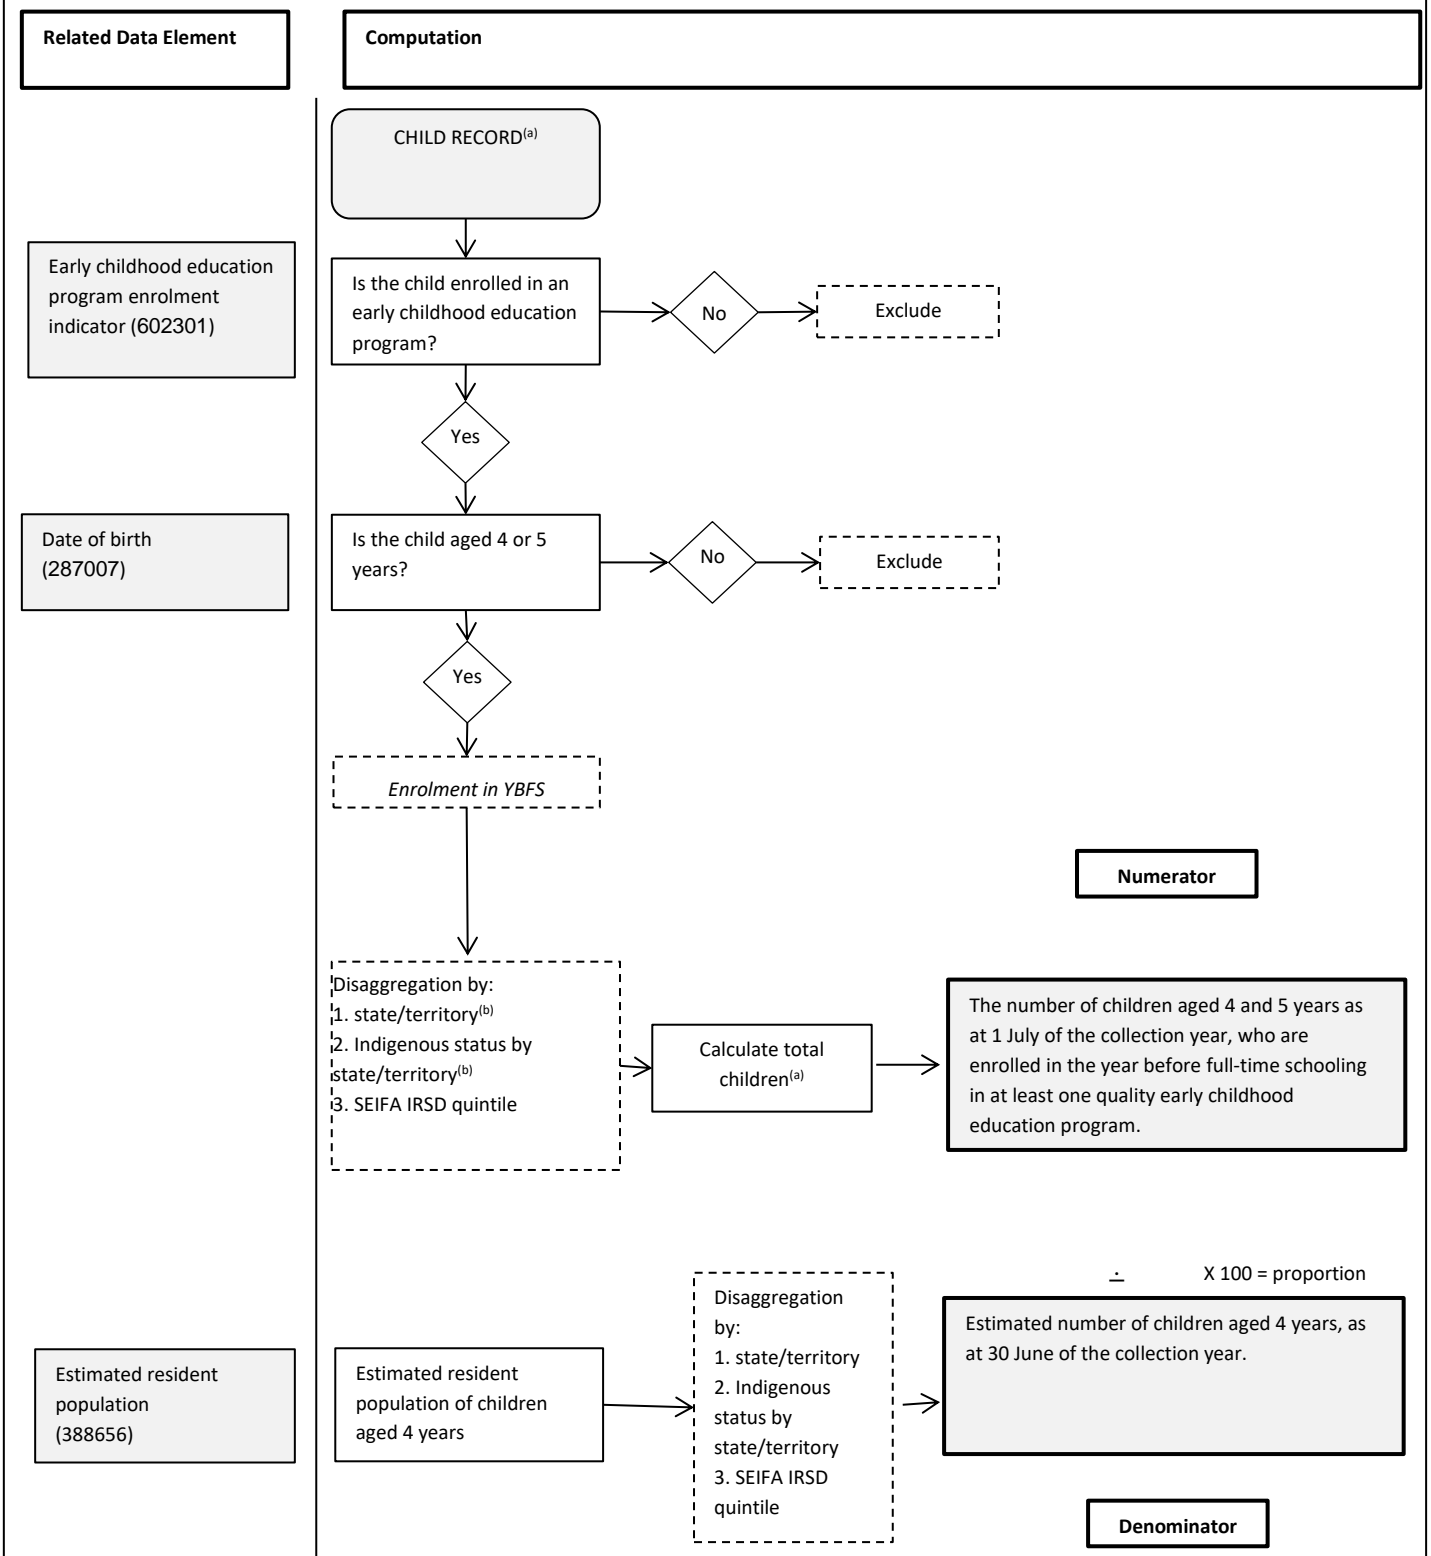 Related Data Element
Computation
CHILD RECORD(a)
Early childhood education
program enrolment
indicator (602301)
Is the child enrolled in an
early childhood education
program?
No
Exclude
Yes
Date of birth
(287007)
Is the child aged 4 or 5
years?
No
Exclude
Yes
Enrolment in YBFS
Numerator
Disaggregation by:
1. state/territory(b)
2. Indigenous status by
state/territory(b)
3. SEIFA IRSD quintile
Calculate total
children(a)
The number of children aged 4 and 5 years as
at 1 July of the collection year, who are
enrolled in the year before full-time schooling
in at least one quality early childhood
education program.
÷ X 100 = proportion
Estimated resident
population
(388656)
Estimated resident
population of children
aged 4 years
Disaggregation
by:
1. state/territory
2. Indigenous
status by
state/territory
3. SEIFA IRSD
quintile
Estimated number of children aged 4 years, as
at 30 June of the collection year.
Denominator